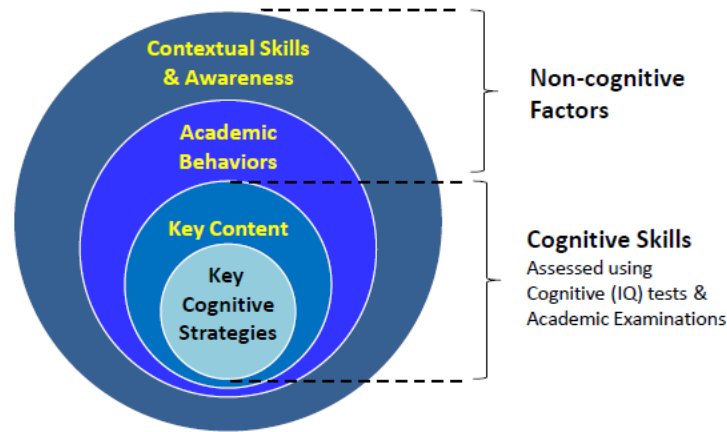 Contextual Skills
& Awareness
Academic
Behaviors
Key Content
Key
Cognitive
Strategies
Non-cognitive
Factors
Cognitive Skills
Assessed using
Cognitive (IQ) tests &
Academic Examinations